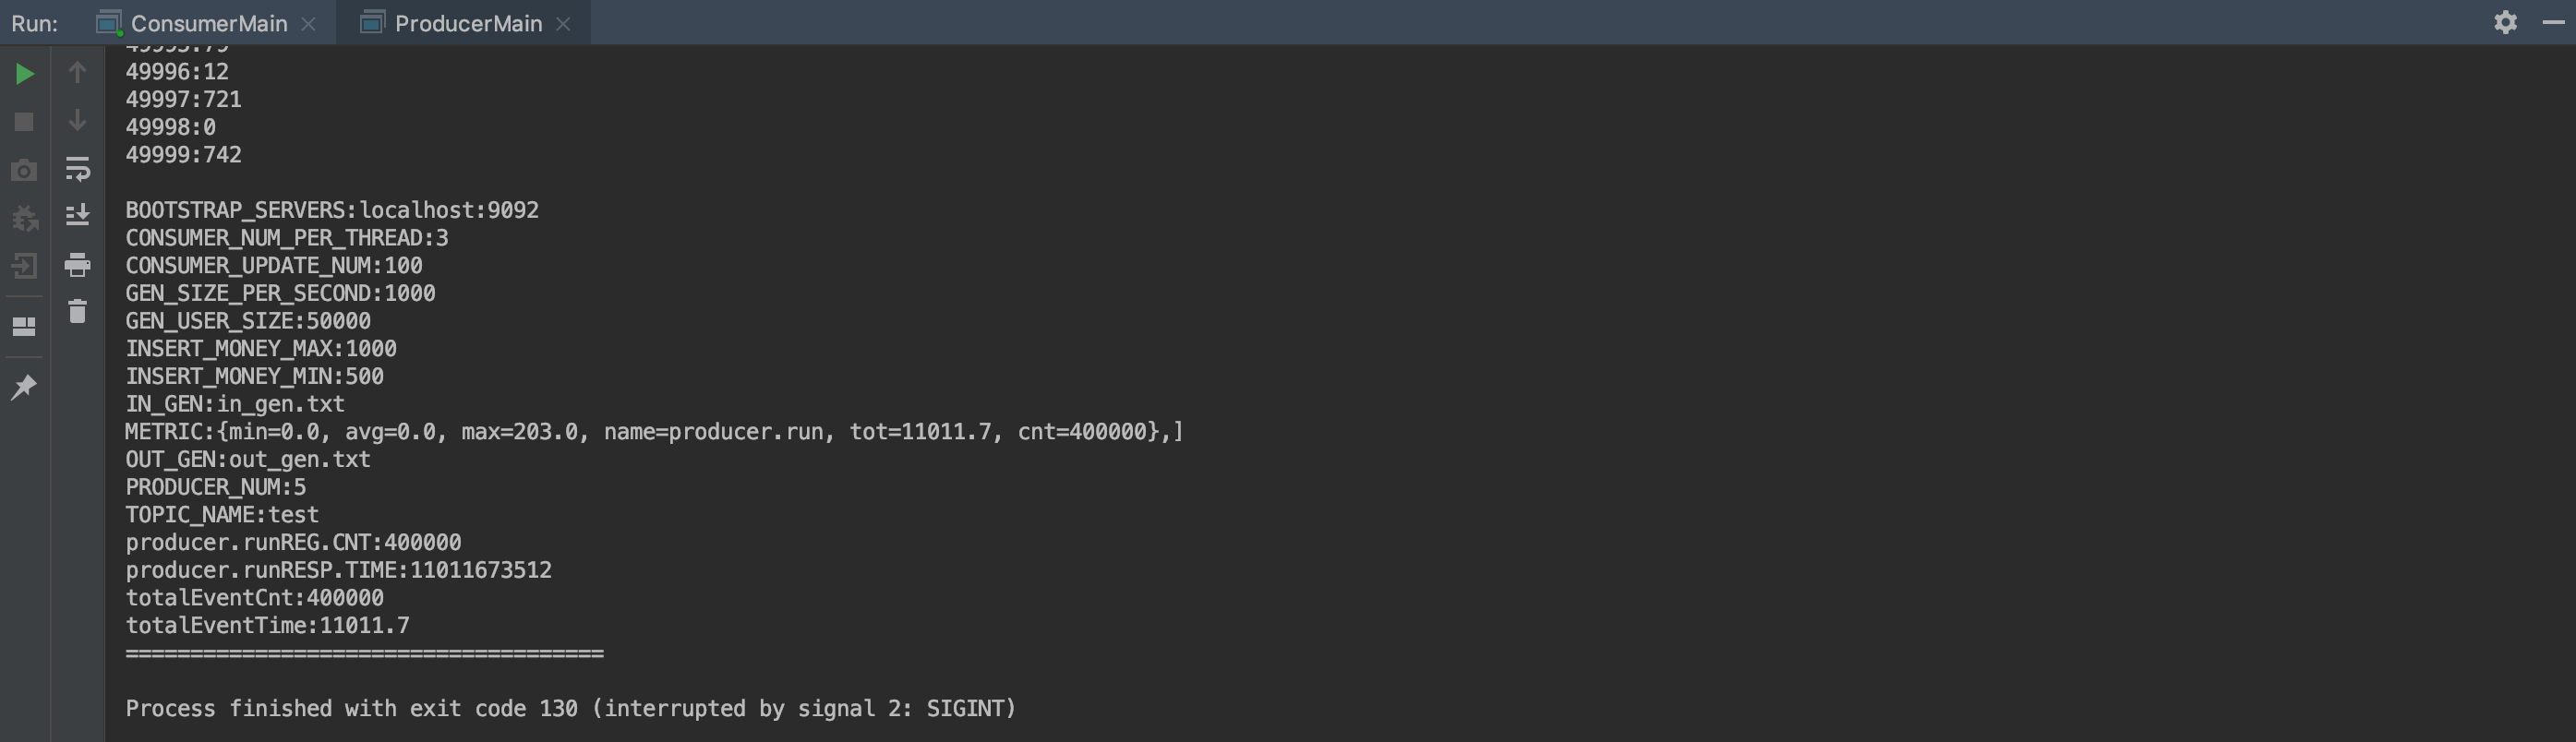 Run: ConsumerMain ProducerMain
49995:79
49996:12
49997:721
49998:0
49999:742
BOOTSTRAP_SERVERS:localhost:9092
CONSUMER_NUM_PER_THREAD:3
CONSUMER_UPDATE_NUM:100
GEN_SIZE_PER_SECOND:1000
GEN_USER_SIZE:50000
INSERT_MONEY_MAX:1000
INSERT_MONEY_MIN:500
IN_GEN:in_gen.txt
METRIC:{min=0.0, avg=0.0, max=203.0, name=producer.run, tot=11011.7, cnt=400000},]
OUT_GEN:out_gen.txt
PRODUCER_NUM:5
TOPIC_NAME:test
producer.runREG.CNT:400000
producer.runRESP.TIME:11011673512
totalEventCnt:400000
totalEventTime:11011.7
=====================================
Process finished with exit code 130 (interrupted by signal 2: SIGINT)